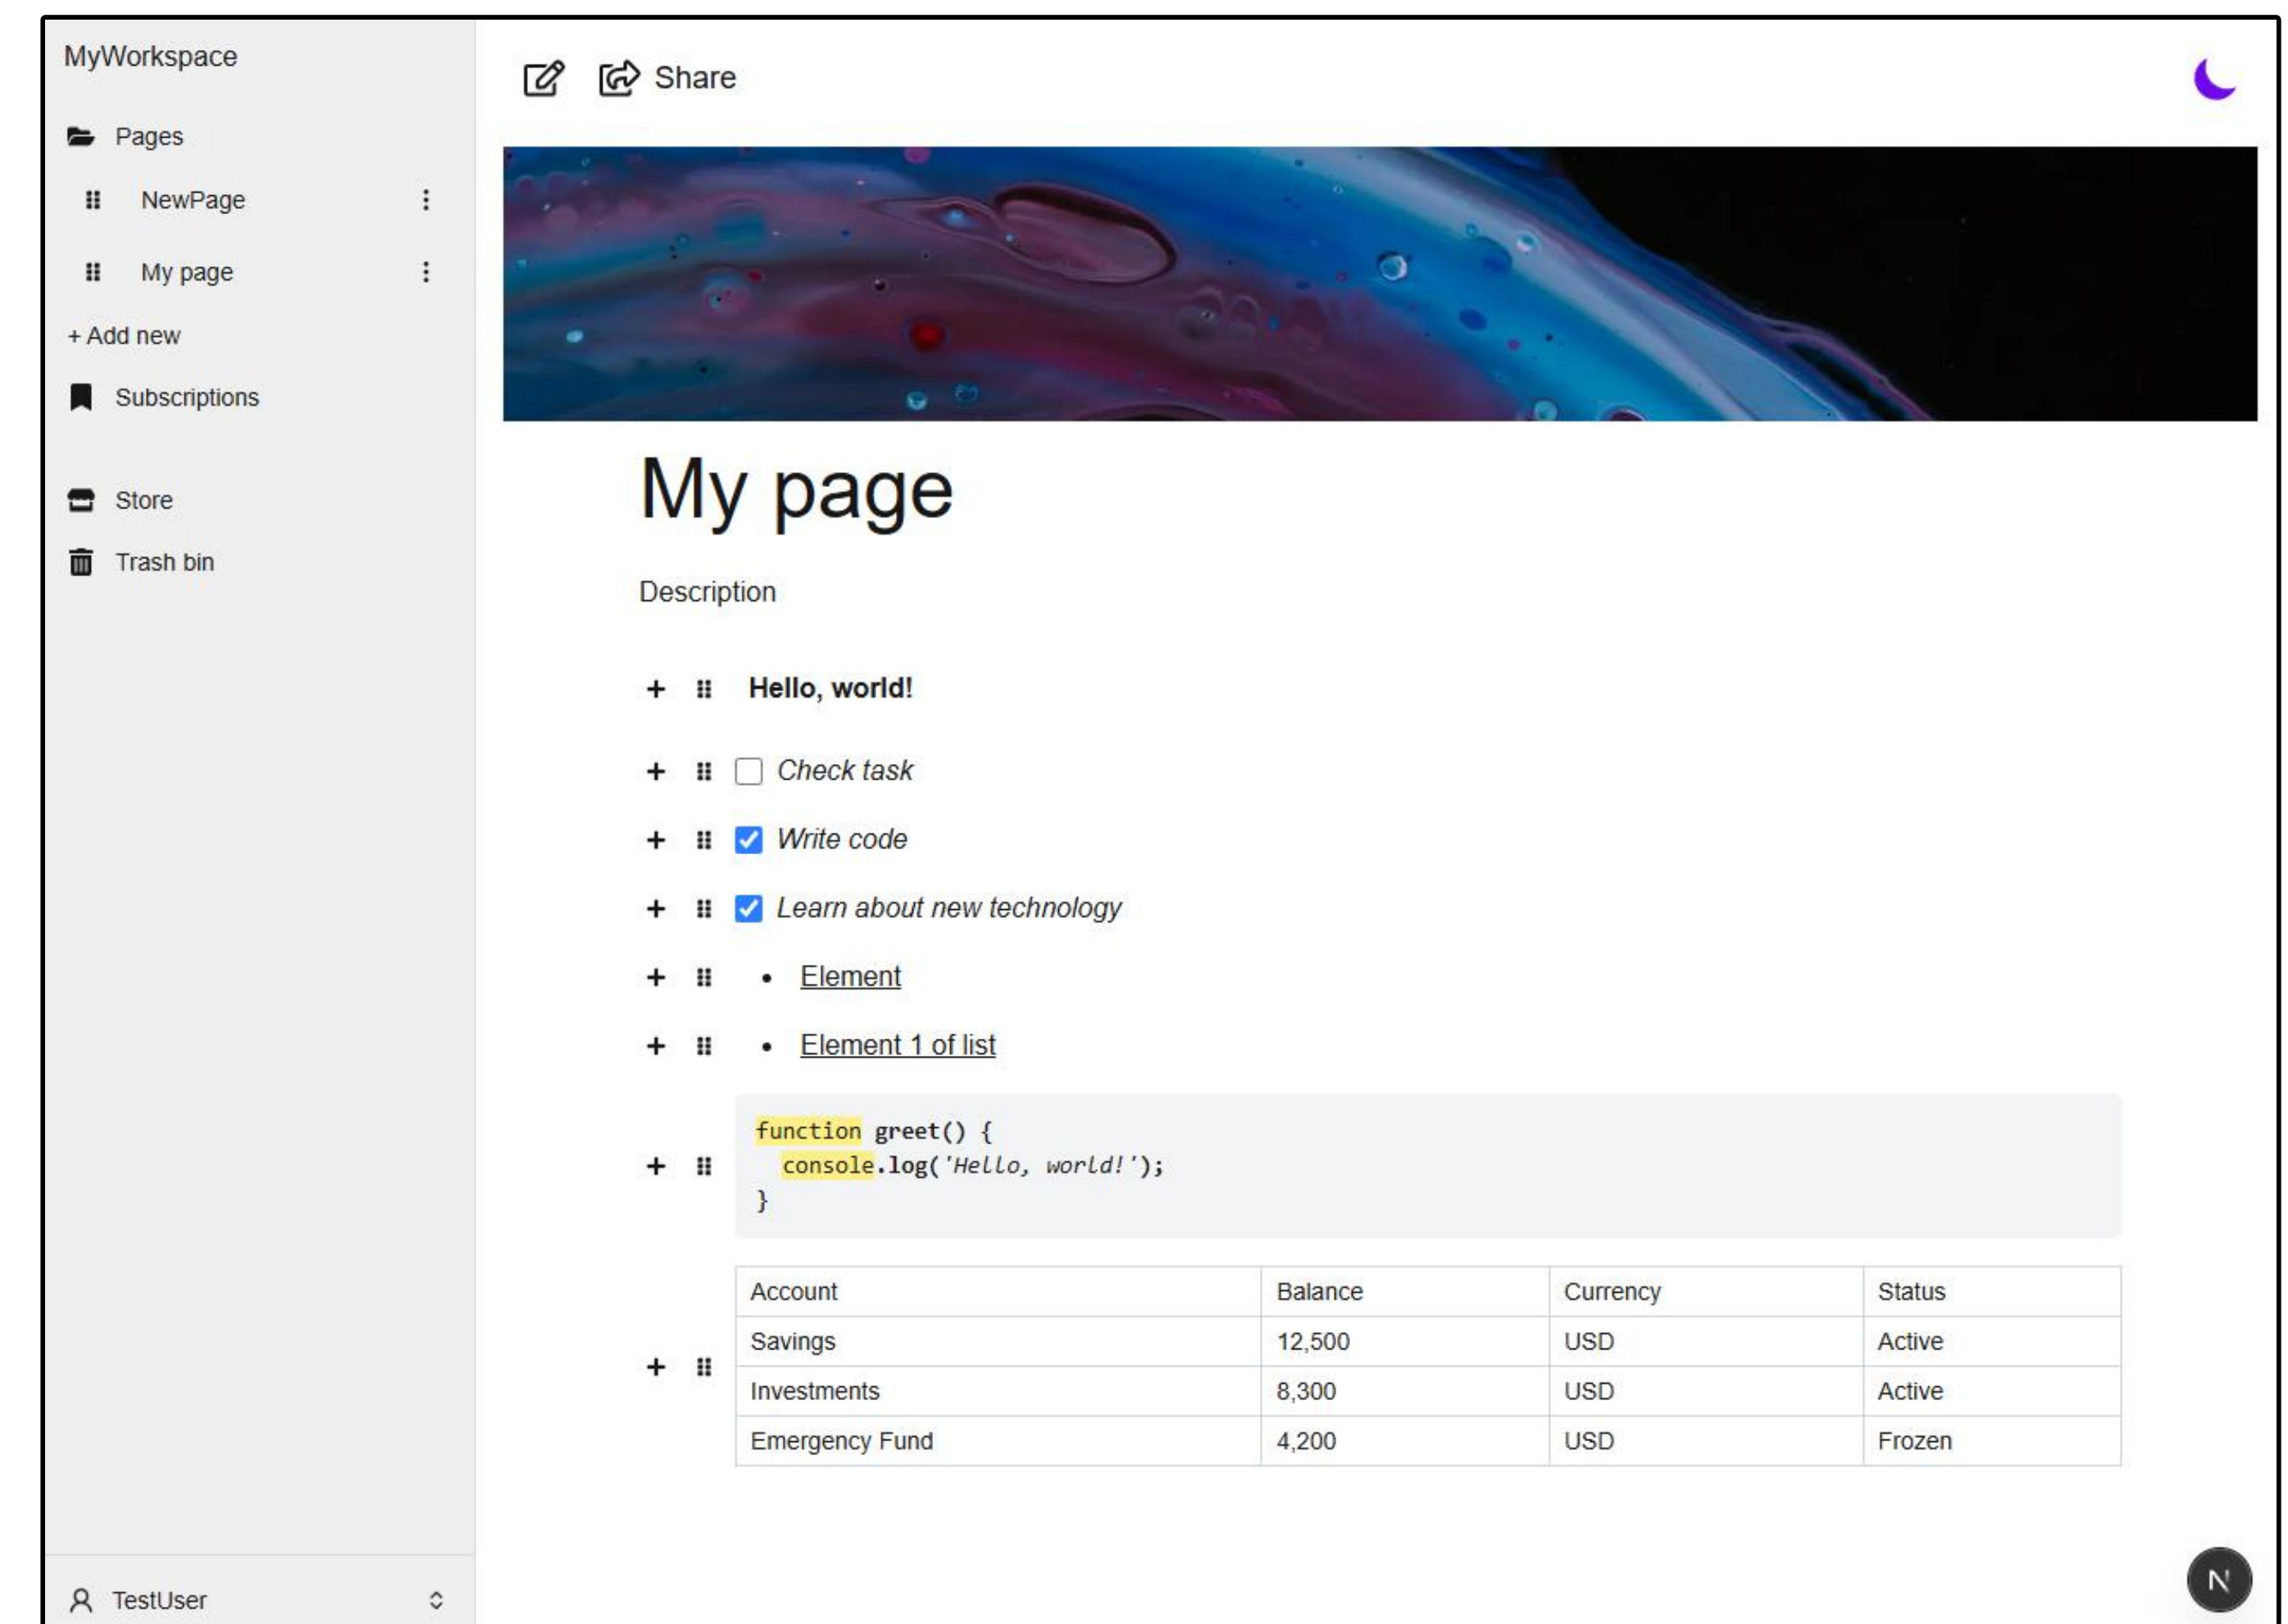 MyWorkspace
Pages
NewPage
My page
+ Add new
Subscriptions
Store
Trash bin
TestUser
Share
My page
Description
Hello, world!
Check task
Write code
Learn about new technology
• Element
• Element 1 of list
function greet() {
  console.log('Hello, world!');
}
Account Balance Currency Status
Savings 12,500 USD Active
Investments 8,300 USD Active
Emergency Fund 4,200 USD Frozen
N